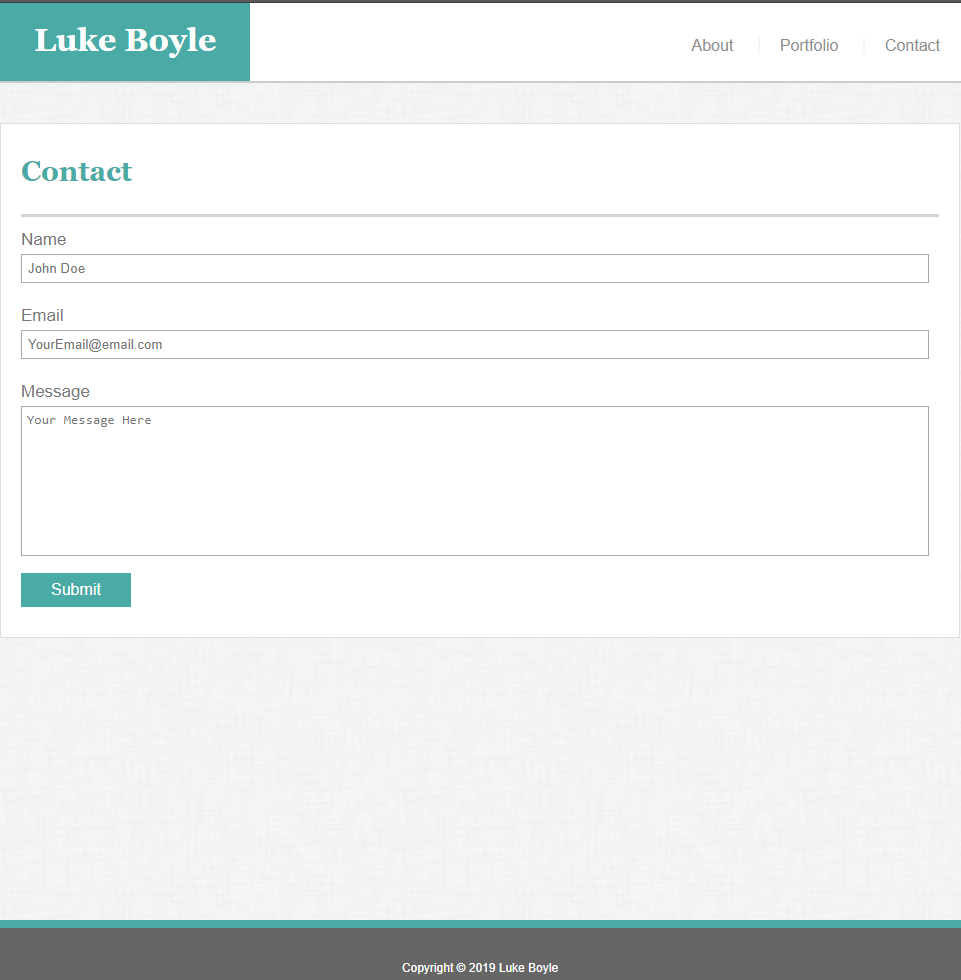 Luke Boyle
About
Portfolio
Contact
Contact
Name
John Doe
Email
YourEmail@email.com
Message
Your Message Here
Submit
Copyright © 2019 Luke Boyle